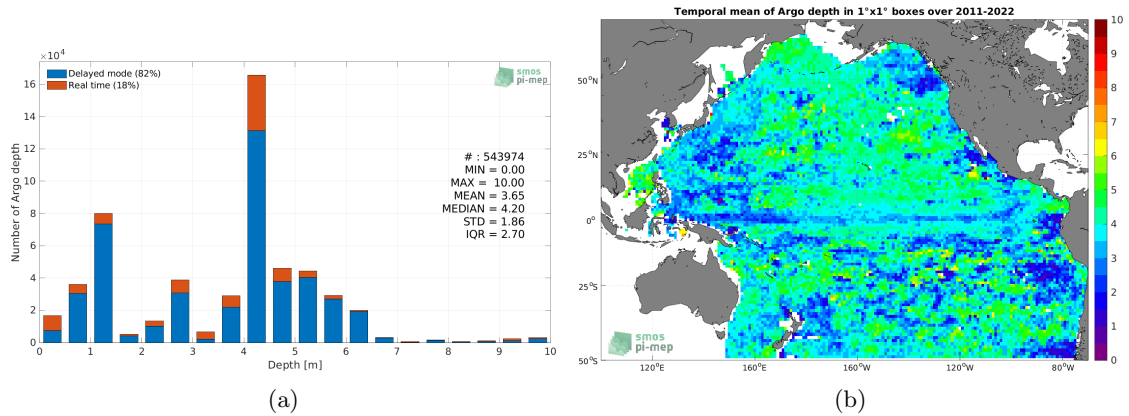 ×10⁴
Delayed mode (82%)
Real time (18%)
smos
pi-mep
16
14
12
10
8
6
4
2
0
Number of Argo depth
# : 543974
MIN = 0.00
MAX = 10.00
MEAN = 3.65
MEDIAN = 4.20
STD = 1.86
IQR = 2.70
0 1 2 3 4 5 6 7 8 9 10
Depth [m]
(a)
Temporal mean of Argo depth in 1°x1° boxes over 2011-2022
50°N
25°N
0°
25°S
50°S
120°E 160°E 160°W 120°W 80°W
smos
pi-mep
10
9
8
7
6
5
4
3
2
1
0
(b)